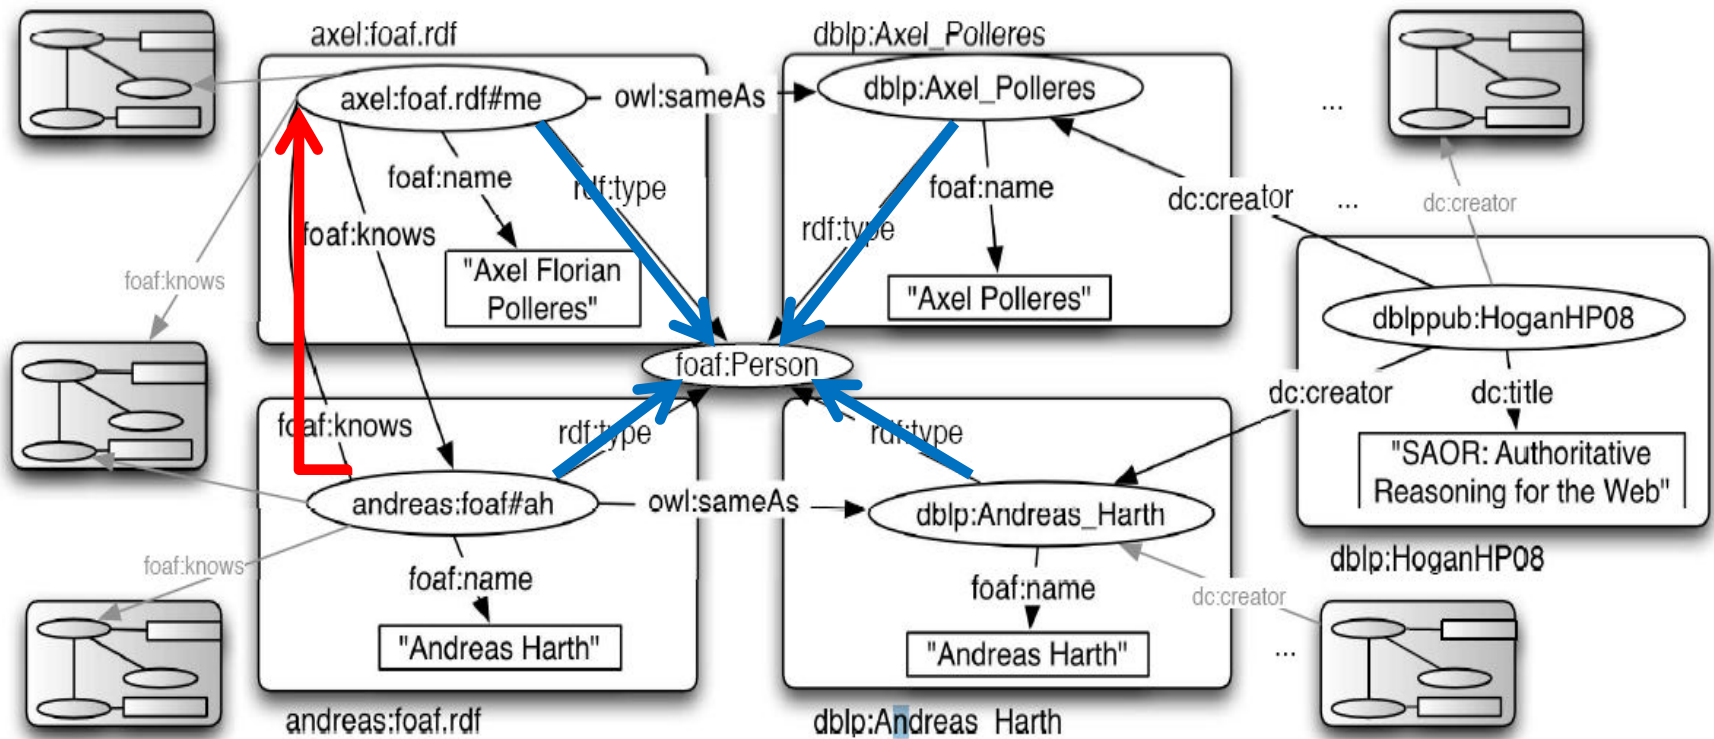 axel:foaf.rdf
dblp:Axel_Polleres
axel:foaf.rdf#me
owl:sameAs
dblp:Axel_Polleres
...
foaf:name
rdf:type
foaf:name
dc:creator
...
dc:creator
foaf:knows
rdf:type
"Axel Florian
Polleres"
"Axel Polleres"
foaf:knows
dblppub:HoganHP08
foaf:Person
dc:creator
dc:title
foaf:knows
rdf:type
rdf:type
"SAOR: Authoritative
Reasoning for the Web"
andreas:foaf#ah
owl:sameAs
dblp:Andreas_Harth
dblp:HoganHP08
foaf:knows
foaf:name
foaf:name
dc:creator
"Andreas Harth"
"Andreas Harth"
...
andreas:foaf.rdf
dblp:Andreas Harth